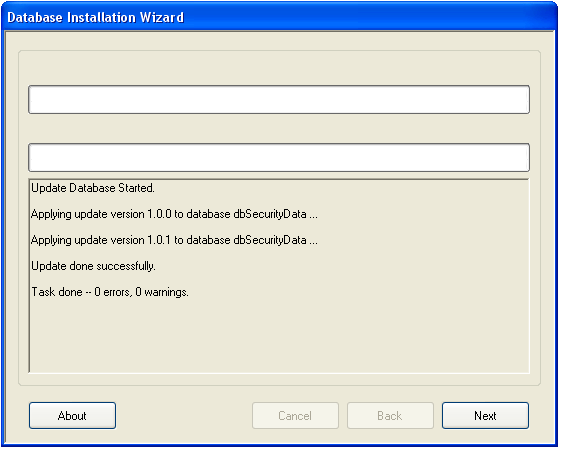 Database Installation Wizard
Update Database Started.
Applying update version 1.0.0 to database dbSecurityData ...
Applying update version 1.0.1 to database dbSecurityData ...
Update done successfully.
Task done -- 0 errors, 0 warnings.
About
Cancel
Back
Next